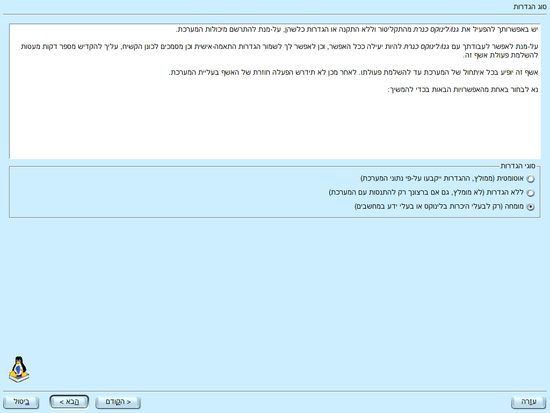 סוג הגדרות
יש באפשרותך להפעיל את גנו/לינוקס כנרת מהתקליטור וללא התקנה או הגדרות כלשהן, על-מנת להתרשם מיכולות המערכת.
על-מנת לאפשר לעבודתך עם גנו/לינוקס כנרת להיות יעילה ככל האפשר, וכן לאפשר לך לשמור הגדרות התאמה-אישית וכן מסמכים לכונן הקשיח, עליך להקדיש מספר דקות מעטות
להשלמת פעולת אשף זה.
אשף זה יופיע בכל איתחול של המערכת עד להשלמת פעולתו. לאחר מכן לא תידרש הפעלה חוזרת של האשף בעליית המערכת.
נא לבחור באחת מהאפשרויות הבאות בכדי להמשיך:
סוגי הגדרות
אוטומטית (ממולץ, ההגדרות ייקבעו על-פי נתוני המערכת)
ללא הגדרות (לא מומלץ, גם אם ברצונך רק להתנסות עם המערכת)
מומחה (רק לבעלי היכרות בלינוקס או בעלי ידע במחשבים)
עזרה
< הקודם
הבא >
ביטול